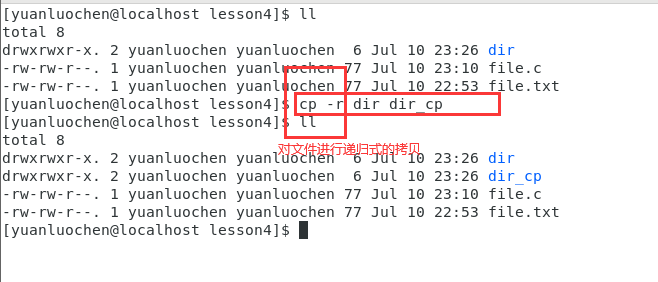 [yuanluochen@localhost lesson4]$ ll
total 8
drwxrwxr-x. 2 yuanluochen yuanluochen  6 Jul 10 23:26 dir
-rw-rw-r--. 1 yuanluochen yuanluochen 77 Jul 10 23:10 file.c
-rw-rw-r--. 1 yuanluochen yuanluochen 77 Jul 10 22:53 file.txt
[yuanluochen@localhost lesson4]$ cp -r dir dir_cp
[yuanluochen@localhost lesson4]$ ll
total 8
对文件进行递归式的拷贝
drwxrwxr-x. 2 yuanluochen yuanluochen  6 Jul 10 23:26 dir
drwxrwxr-x. 2 yuanluochen yuanluochen  6 Jul 10 23:26 dir_cp
-rw-rw-r--. 1 yuanluochen yuanluochen 77 Jul 10 23:10 file.c
-rw-rw-r--. 1 yuanluochen yuanluochen 77 Jul 10 22:53 file.txt
[yuanluochen@localhost lesson4]$